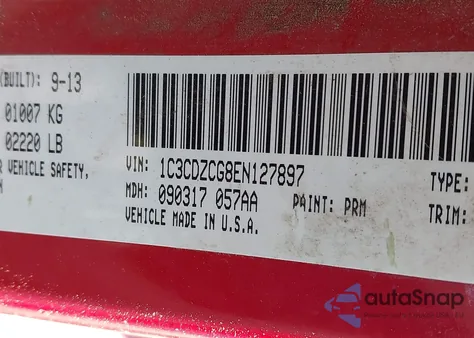 (BUILT): 9-13
01007 KG
02220 LB
R VEHICLE SAFETY,
N
VIN: 1C3CDZCG8EN127897
MDH: 090317 057AA
VEHICLE MADE IN U.S.A.
PAINT: PRM
TYPE:
TRIM:
autoSnap